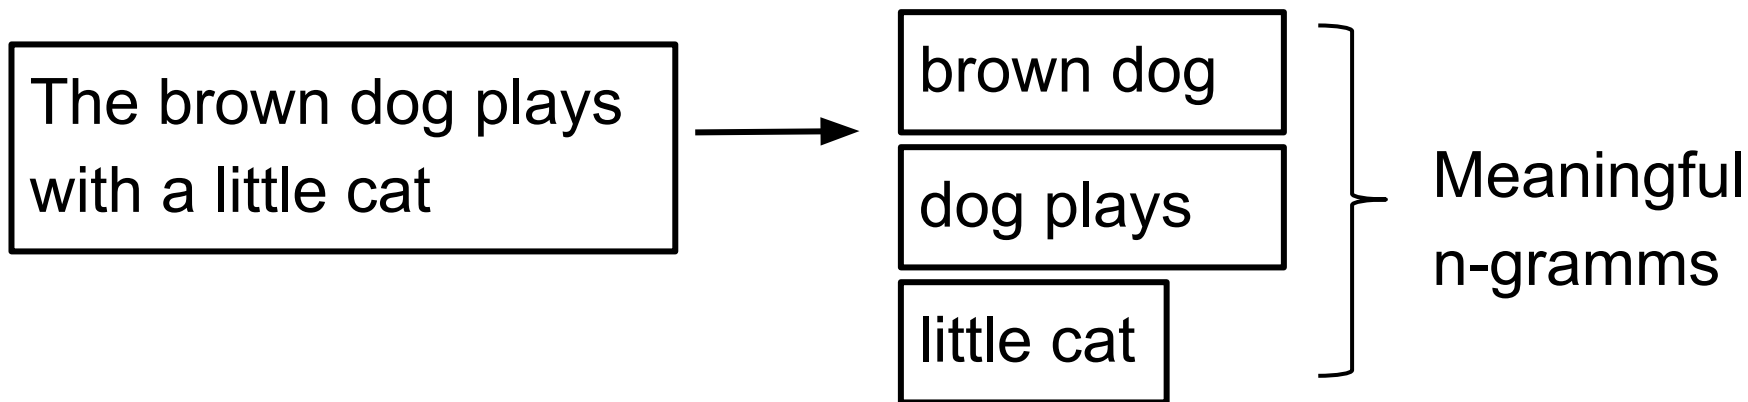 The brown dog plays
with a little cat
brown dog
dog plays
little cat
Meaningful
n-gramms